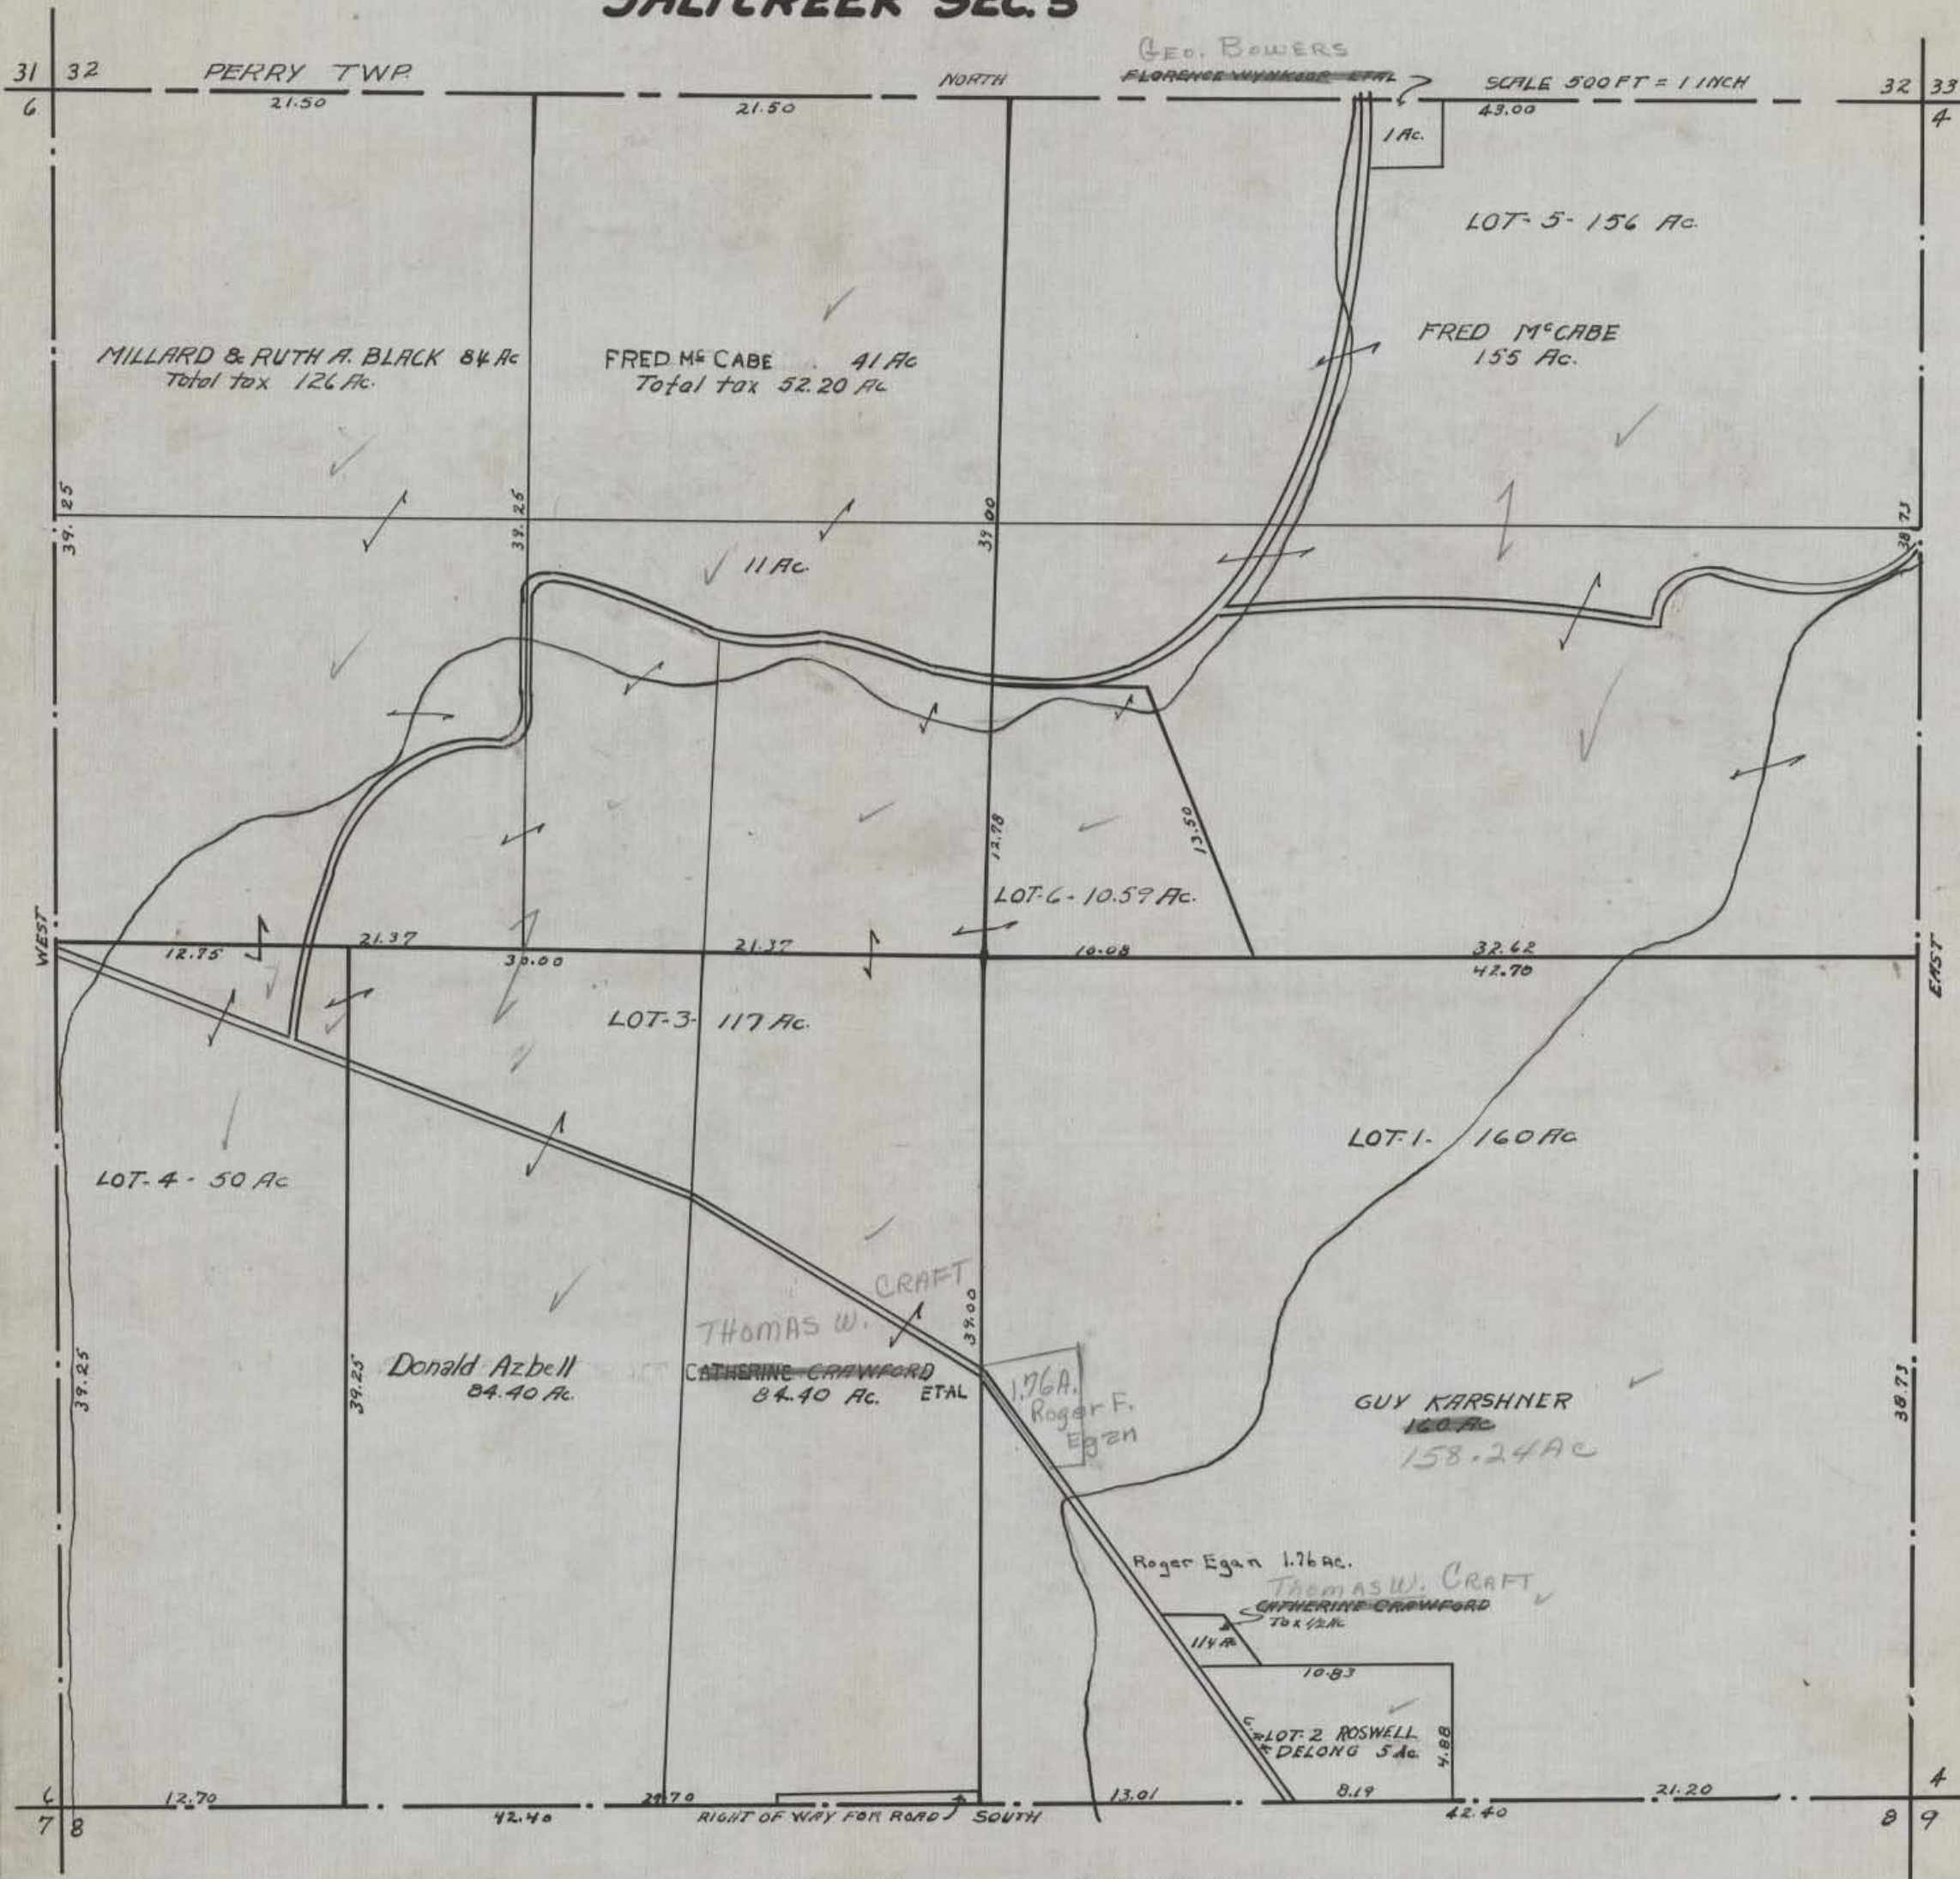 SALTCREEK SEC. 5
GEO. BOWERS
31 32 PERRY TWP. NORTH FLORENCE WYNKOOP ETAL SCALE 500 FT = 1 INCH 32 33
6 21.50 21.50 43.00 4
1 Ac.
LOT-5-156 Ac.
MILLARD & RUTH A. BLACK 84 Ac
Total tax 126 Ac.
FRED McCABE 41 Ac
Total tax 52.20 Ac
FRED McCABE
155 Ac.
39.25
39.25
39.00
38.73
11 Ac.
12.78
13.50
LOT-6-10.59 Ac.
WEST
12.75 21.37 21.37 10.08 32.62
30.00 42.70
EAST
LOT-3- 117 Ac.
LOT-1- 160 Ac
LOT-4-50 Ac
39.25
39.25
39.00
38.73
THOMAS W. CRAFT
Donald Azbell
84.40 Ac.
CATHERINE CRAWFORD
84.40 Ac. ETAL
1.76A.
Roger F.
Egan
GUY KARSHNER
160 Ac
158.24 AC
Roger Egan 1.76 Ac.
THOMAS W. CRAFT
CATHERINE CRAWFORD
Tax 1/2 Ac
1/4 Ac
10.83
LOT-2 ROSWELL
DELONG 5 Ac.
4.88
6 12.70 29.70 13.01 8.19 21.20 4
7 8 42.40 RIGHT OF WAY FOR ROAD SOUTH 42.40 8 9